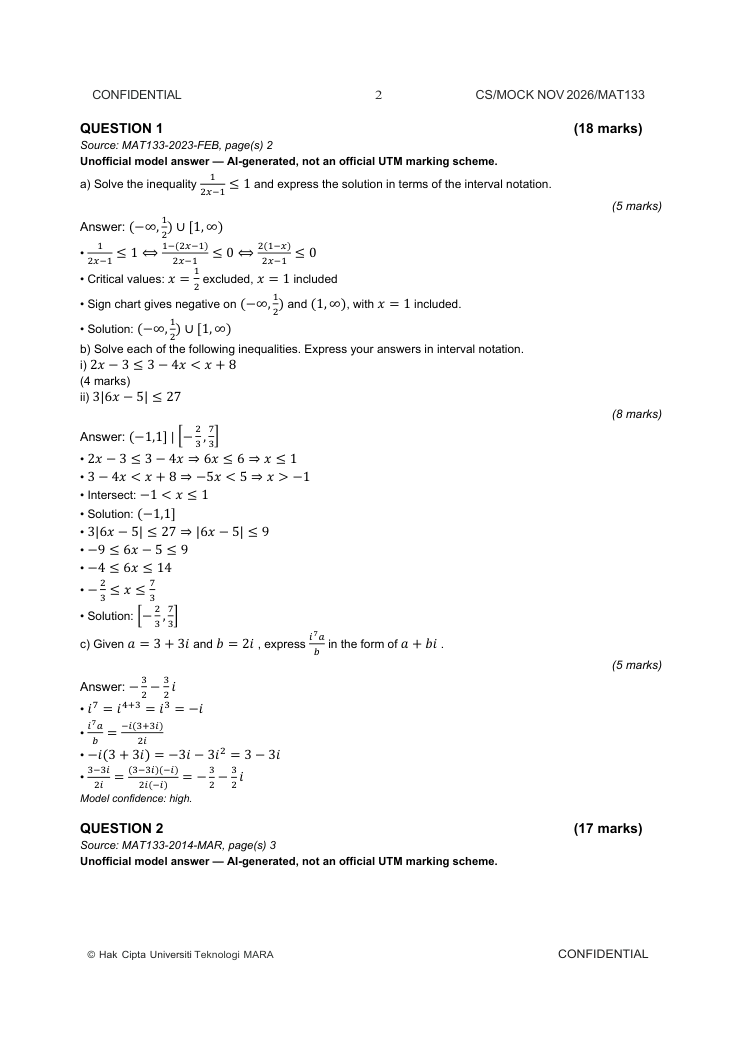 CONFIDENTIAL 2 CS/MOCK NOV 2026/MAT133
QUESTION 1 (18 marks)
Source: MAT133-2023-FEB, page(s) 2
Unofficial model answer — AI-generated, not an official UTM marking scheme.
a) Solve the inequality 1/(2x−1) ≤ 1 and express the solution in terms of the interval notation.
(5 marks)
Answer: (−∞, 1/2) ∪ [1, ∞)
• 1/(2x−1) ≤ 1 ⟺ (1−(2x−1))/(2x−1) ≤ 0 ⟺ 2(1−x)/(2x−1) ≤ 0
• Critical values: x = 1/2 excluded, x = 1 included
• Sign chart gives negative on (−∞, 1/2) and (1, ∞), with x = 1 included.
• Solution: (−∞, 1/2) ∪ [1, ∞)
b) Solve each of the following inequalities. Express your answers in interval notation.
i) 2x − 3 ≤ 3 − 4x < x + 8
(4 marks)
ii) 3|6x − 5| ≤ 27
(8 marks)
Answer: (−1,1] | [−2/3, 7/3]
• 2x − 3 ≤ 3 − 4x ⇒ 6x ≤ 6 ⇒ x ≤ 1
• 3 − 4x < x + 8 ⇒ −5x < 5 ⇒ x > −1
• Intersect: −1 < x ≤ 1
• Solution: (−1,1]
• 3|6x − 5| ≤ 27 ⇒ |6x − 5| ≤ 9
• −9 ≤ 6x − 5 ≤ 9
• −4 ≤ 6x ≤ 14
• −2/3 ≤ x ≤ 7/3
• Solution: [−2/3, 7/3]
c) Given a = 3 + 3i and b = 2i , express i⁷a/b in the form of a + bi .
(5 marks)
Answer: −3/2 − 3/2 i
• i⁷ = i⁴⁺³ = i³ = −i
• i⁷a/b = −i(3+3i)/2i
• −i(3 + 3i) = −3i − 3i² = 3 − 3i
• (3−3i)/2i = (3−3i)(−i)/2i(−i) = −3/2 − 3/2 i
Model confidence: high.
QUESTION 2 (17 marks)
Source: MAT133-2014-MAR, page(s) 3
Unofficial model answer — AI-generated, not an official UTM marking scheme.
© Hak Cipta Universiti Teknologi MARA CONFIDENTIAL